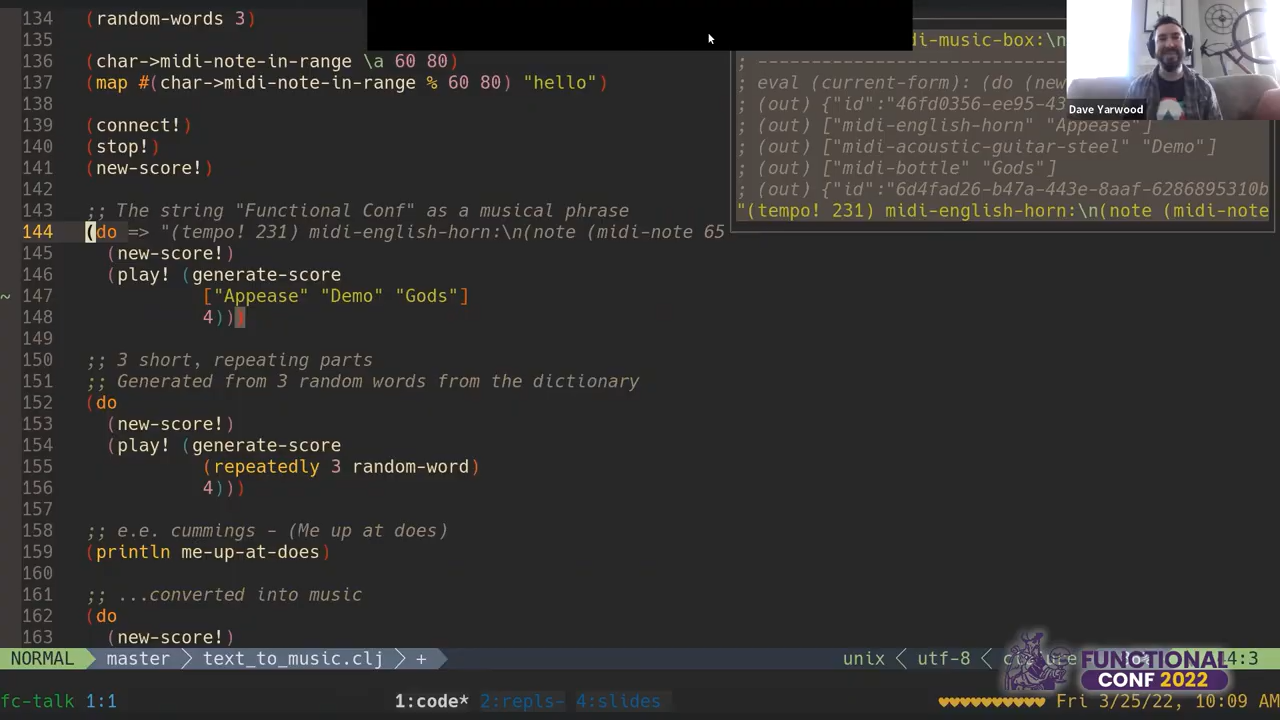 134 (random-words 3)
135
136 (char->midi-note-in-range \a 60 80)
137 (map #(char->midi-note-in-range % 60 80) "hello")
138
139 (connect!)
140 (stop!)
141 (new-score!)
142
143 ;; The string "Functional Conf" as a musical phrase
144 (do => "(tempo! 231) midi-english-horn:\n(note (midi-note 65
145 (new-score!)
146 (play! (generate-score
~ 147 ["Appease" "Demo" "Gods"]
148 4)))
149
150 ;; 3 short, repeating parts
151 ;; Generated from 3 random words from the dictionary
152 (do
153 (new-score!)
154 (play! (generate-score
155 (repeatedly 3 random-word)
156 4)))
157
158 ;; e.e. cummings - (Me up at does)
159 (println me-up-at-does)
160
161 ;; ...converted into music
162 (do
163 (new-score!)
idi-music-box:\n
; --------------------------------
; eval (current-form): (do (new
; (out) {"id":"46fd0356-ee95-43
; (out) ["midi-english-horn" "Appease"]
; (out) ["midi-acoustic-guitar-steel" "Demo"]
; (out) ["midi-bottle" "Gods"]
; (out) {"id":"6d4fad26-b47a-443e-8aaf-6286895310b
"(tempo! 231) midi-english-horn:\n(note (midi-note
Dave Yarwood
NORMAL master text_to_music.clj +
unix utf-8 4:3
FUNCTIONAL
CONF 2022
fc-talk 1:1 1:code* 2:repls- 4:slides Fri 3/25/22, 10:09 AM